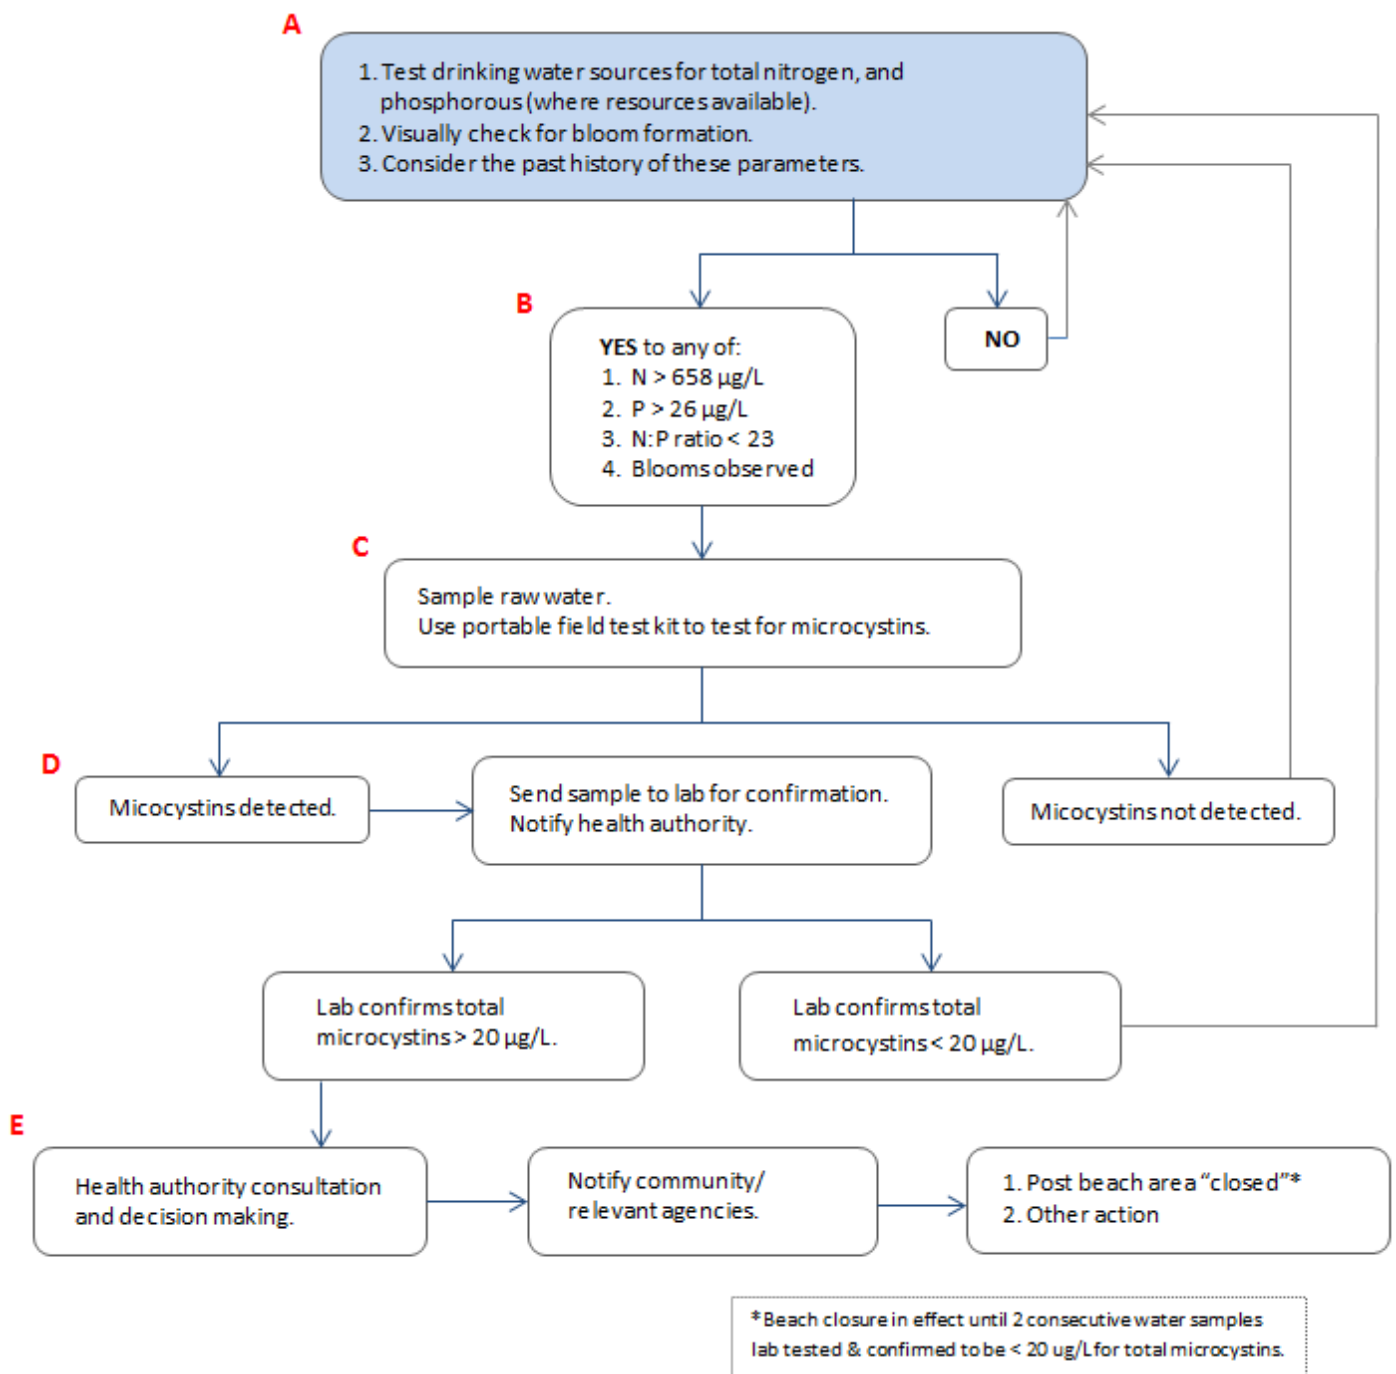 A
1. Test drinking water sources for total nitrogen, and
phosphorous (where resources available).
2. Visually check for bloom formation.
3. Consider the past history of these parameters.
B
YES to any of:
1. N > 658 µg/L
2. P > 26 µg/L
3. N:P ratio < 23
4. Blooms observed
NO
C
Sample raw water.
Use portable field test kit to test for microcystins.
D
Micocystins detected.
Send sample to lab for confirmation.
Notify health authority.
Micocystins not detected.
Lab confirms total
microcystins > 20 µg/L.
Lab confirms total
microcystins < 20 µg/L.
E
Health authority consultation
and decision making.
Notify community/
relevant agencies.
1. Post beach area “closed”*
2. Other action
*Beach closure in effect until 2 consecutive water samples
lab tested & confirmed to be < 20 ug/L for total microcystins.